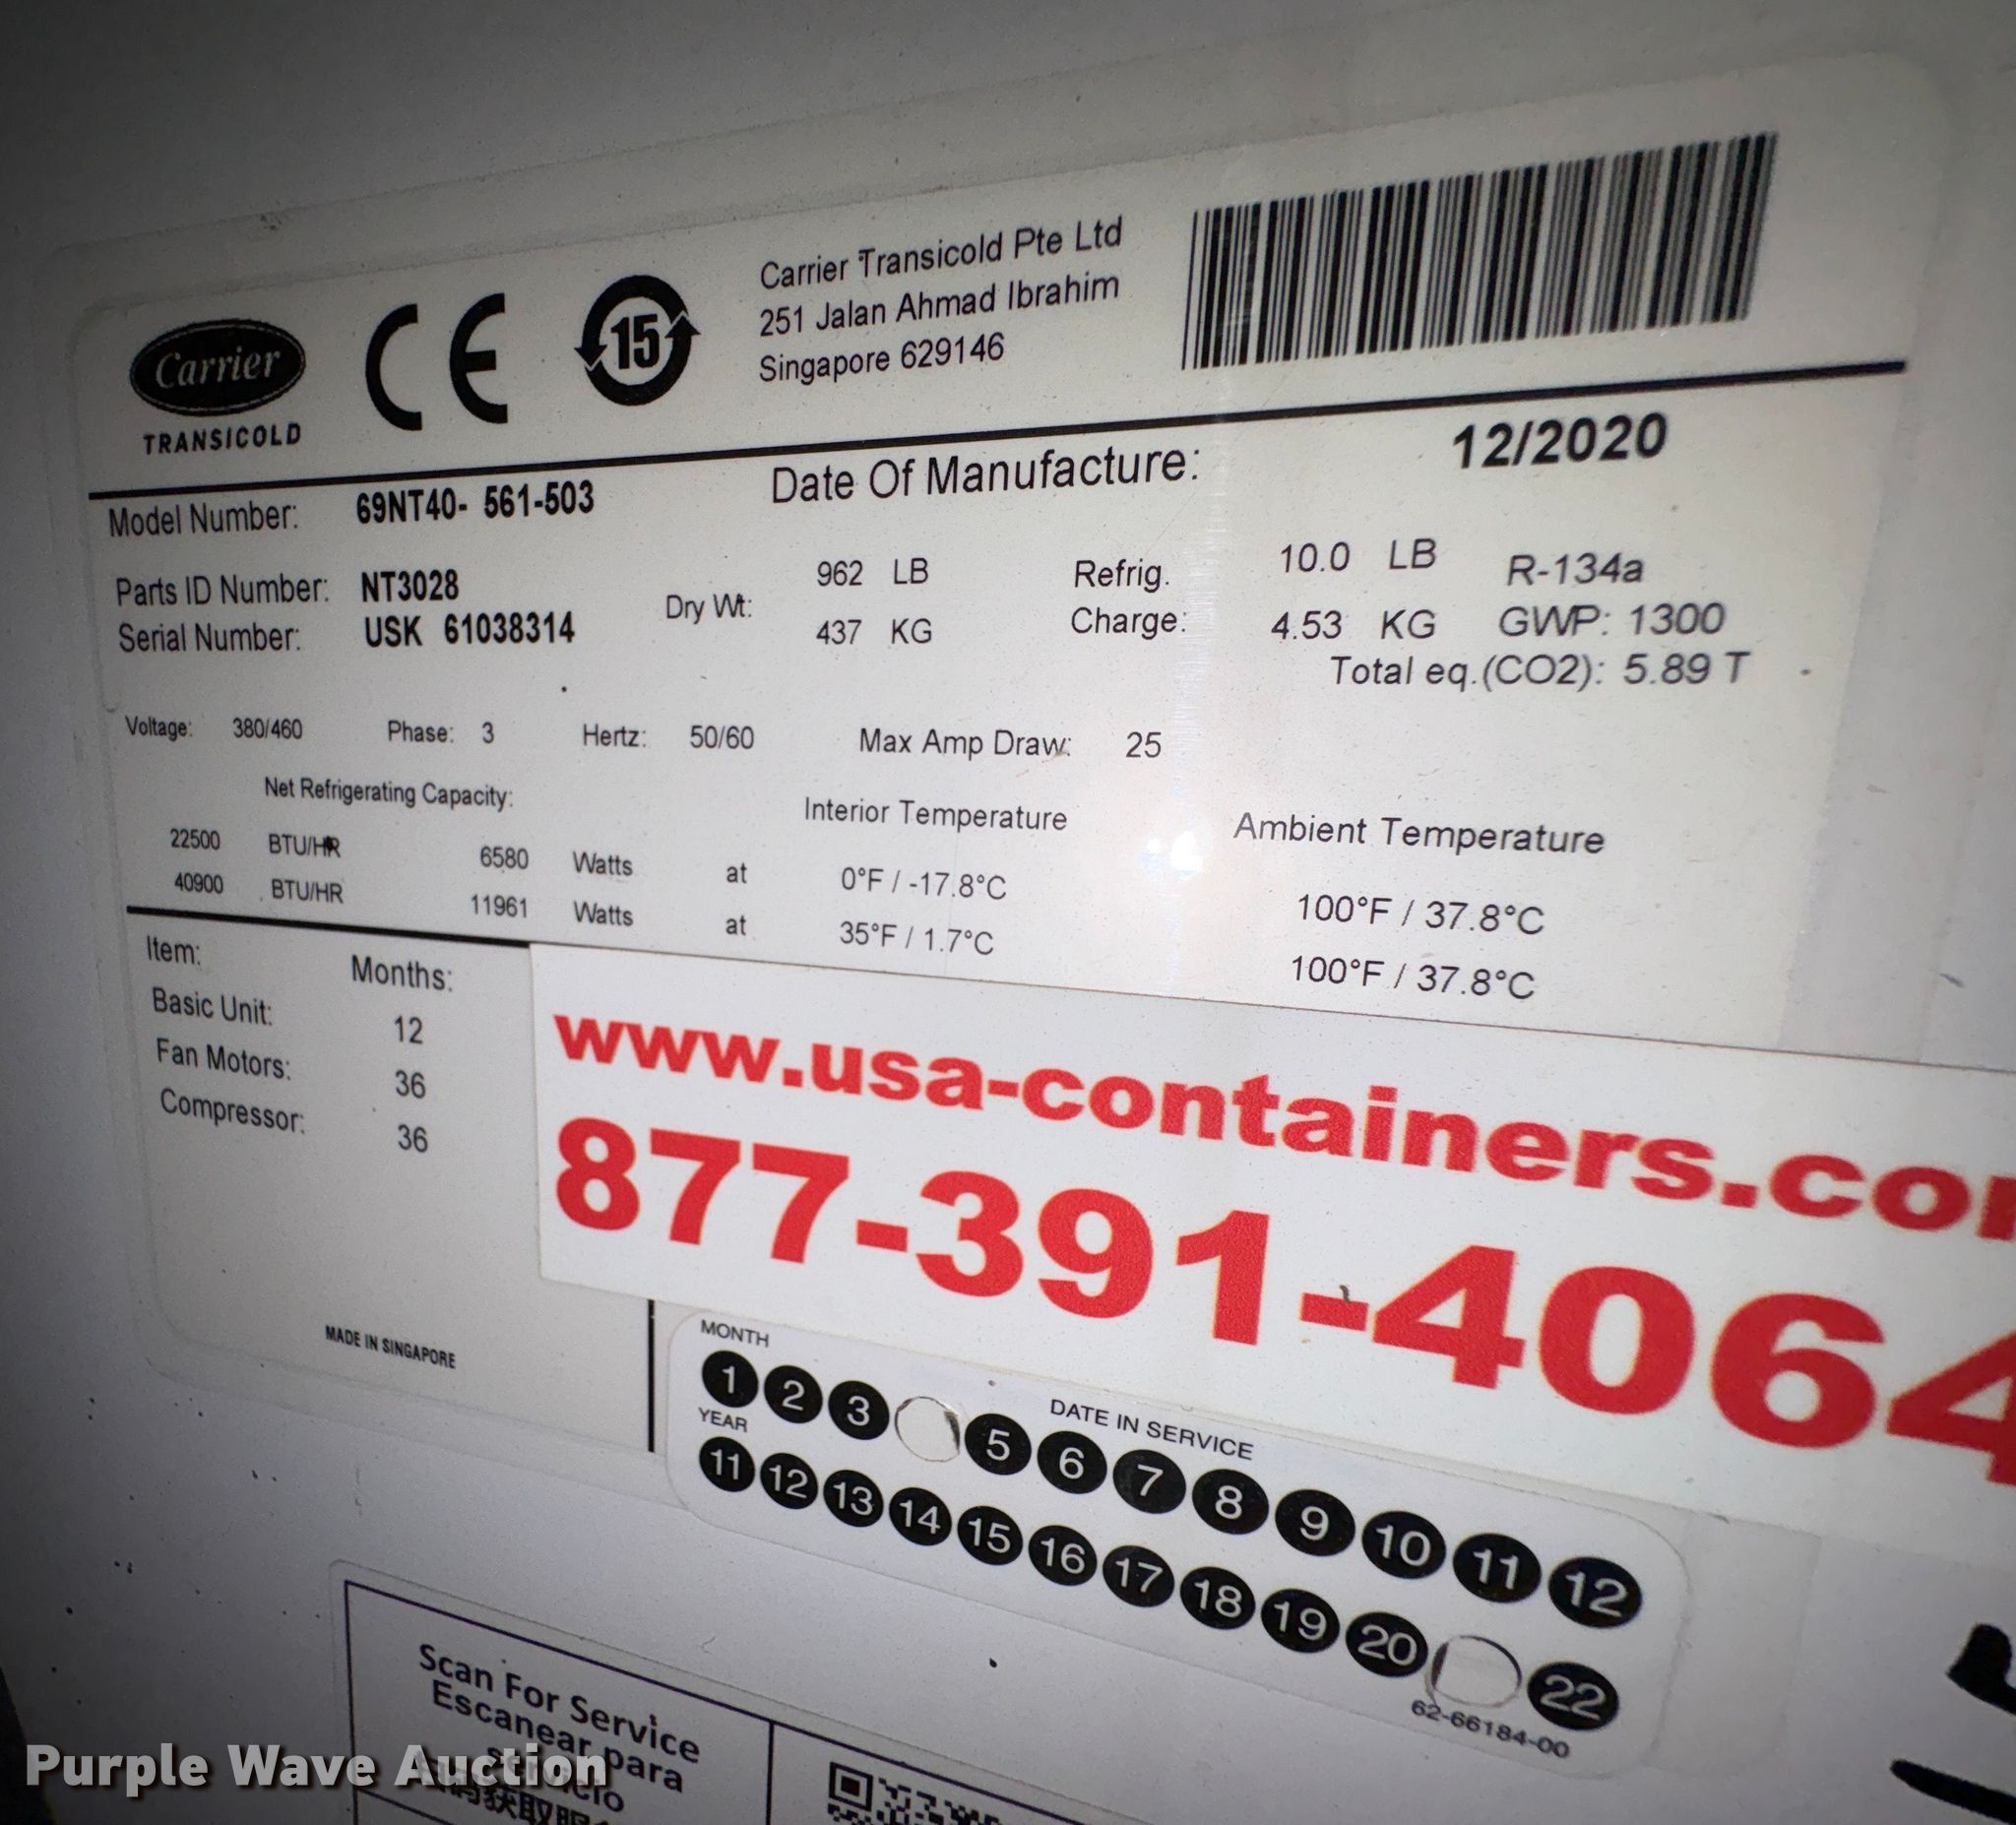 Carrier
TRANSICOLD
CE
15
Carrier Transicold Pte Ltd
251 Jalan Ahmad Ibrahim
Singapore 629146
Model Number: 69NT40- 561-503
Date Of Manufacture: 12/2020
Parts ID Number: NT3028
Serial Number: USK 61038314
Dry Wt: 962 LB
437 KG
Refrig. Charge: 10.0 LB R-134a
4.53 KG GWP: 1300
Total eq.(CO2): 5.89 T
Voltage: 380/460 Phase: 3 Hertz: 50/60 Max Amp Draw: 25
Net Refrigerating Capacity: Interior Temperature Ambient Temperature
22500 BTU/HR 6580 Watts at 0°F / -17.8°C 100°F / 37.8°C
40900 BTU/HR 11961 Watts at 35°F / 1.7°C 100°F / 37.8°C
Item: Months:
Basic Unit: 12
Fan Motors: 36
Compressor: 36
MADE IN SINGAPORE
www.usa-containers.co
877-391-4064
MONTH
DATE IN SERVICE
1 2 3 5 6 7 8 9 10 11 12
YEAR
11 12 13 14 15 16 17 18 19 20 22
62-66184-00
Scan For Service
Escanear para
servicio
Purple Wave Auction